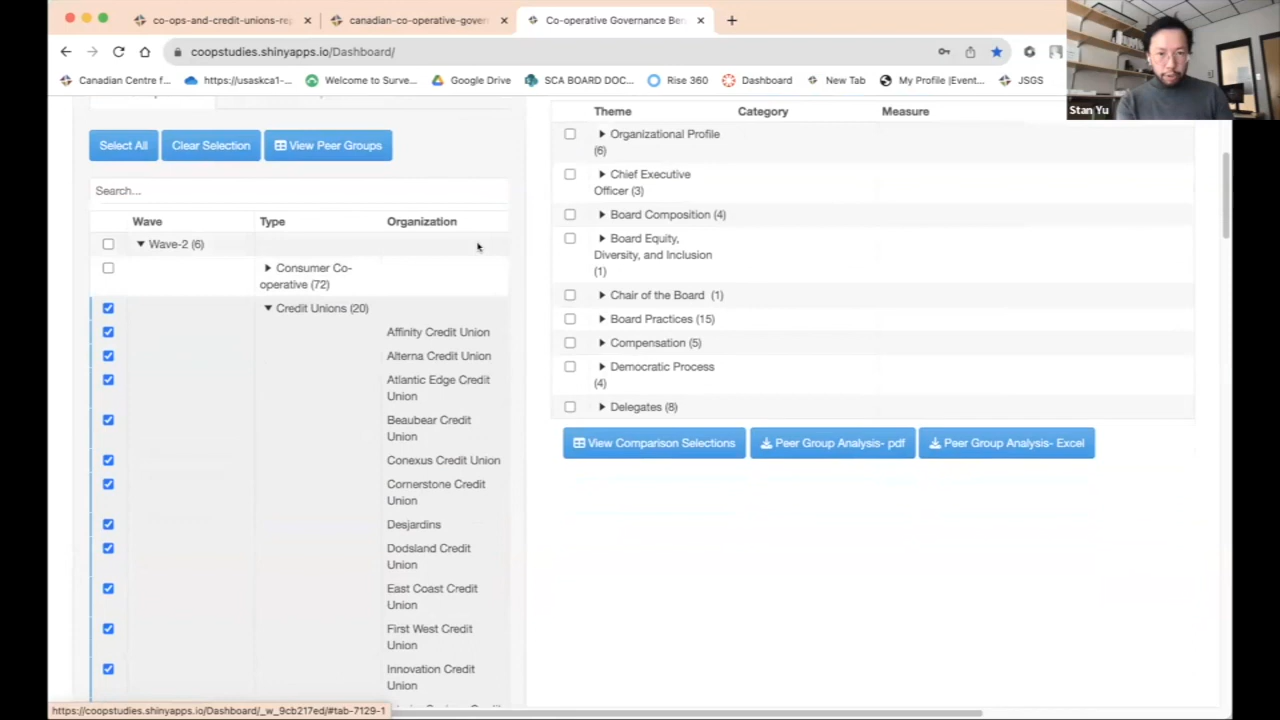 co-ops-and-credit-unions-rep
canadian-co-operative-gover
Co-operative Governance Ben
coopstudies.shinyapps.io/Dashboard/
Canadian Centre f...
https://usaskca1-...
Welcome to Surve...
Google Drive
SCA BOARD DOC...
Rise 360
Dashboard
New Tab
My Profile |Event...
JSGS
Stan Yu
Select All
Clear Selection
View Peer Groups
Search...
Wave Type Organization
Wave-2 (6)
Consumer Co-
operative (72)
Credit Unions (20)
Affinity Credit Union
Alterna Credit Union
Atlantic Edge Credit
Union
Beaubear Credit
Union
Conexus Credit Union
Cornerstone Credit
Union
Desjardins
Dodsland Credit
Union
East Coast Credit
Union
First West Credit
Union
Innovation Credit
Union
Theme Category Measure
Organizational Profile
(6)
Chief Executive
Officer (3)
Board Composition (4)
Board Equity,
Diversity, and Inclusion
(1)
Chair of the Board (1)
Board Practices (15)
Compensation (5)
Democratic Process
(4)
Delegates (8)
View Comparison Selections
Peer Group Analysis- pdf
Peer Group Analysis- Excel
https://coopstudies.shinyapps.io/Dashboard/_w_9cb217ed/#tab-7129-1